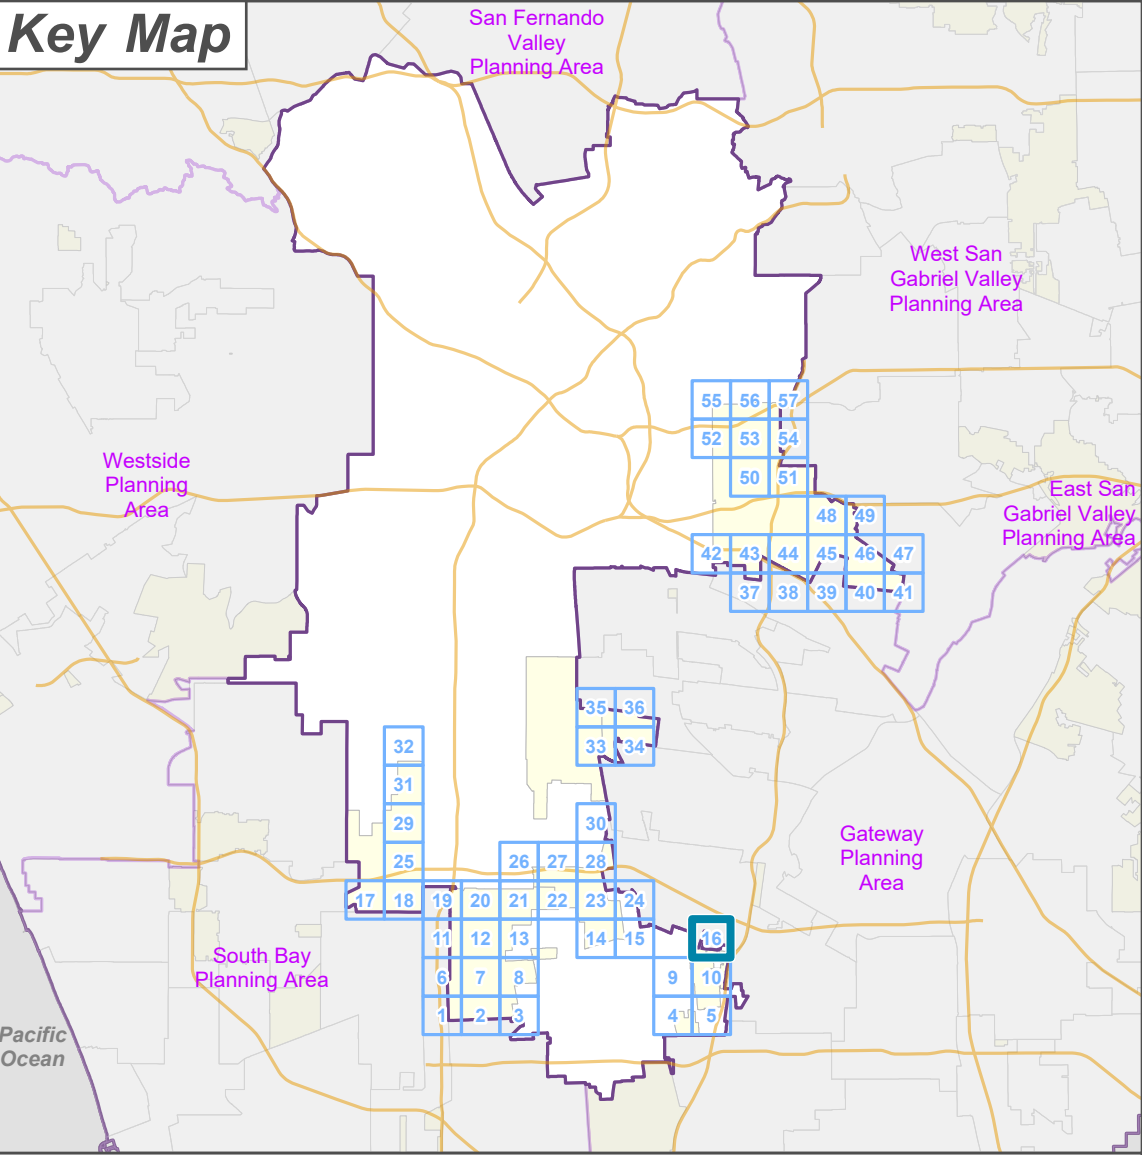 Key Map
San Fernando
Valley
Planning Area
West San
Gabriel Valley
Planning Area
55 56 57
52 53 54
Westside
Planning
Area
50 51
East San
Gabriel Valley
Planning Area
48 49
42 43 44 45 46 47
37 38 39 40 41
35 36
32
33 34
31
29
30
Gateway
Planning
Area
25
26 27 28
17 18 19 20 21 22 23 24
11 12 13 14 15 16
South Bay
Planning Area
6 7 8 9 10
1 2 3 4 5
Pacific
Ocean